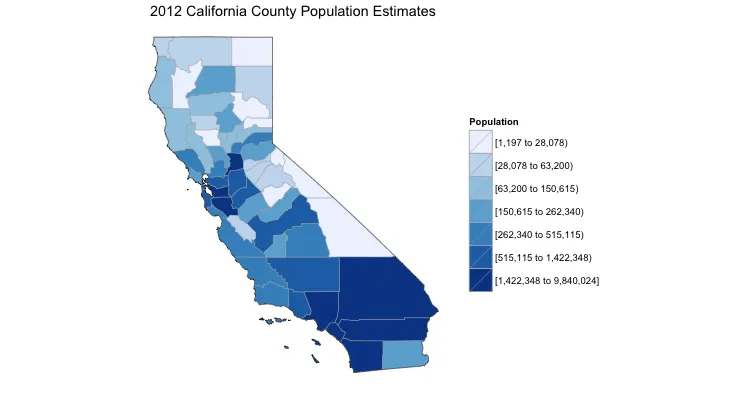 2012 California County Population Estimates
Population
[1,197 to 28,078)
[28,078 to 63,200)
[63,200 to 150,615)
[150,615 to 262,340)
[262,340 to 515,115)
[515,115 to 1,422,348)
[1,422,348 to 9,840,024]